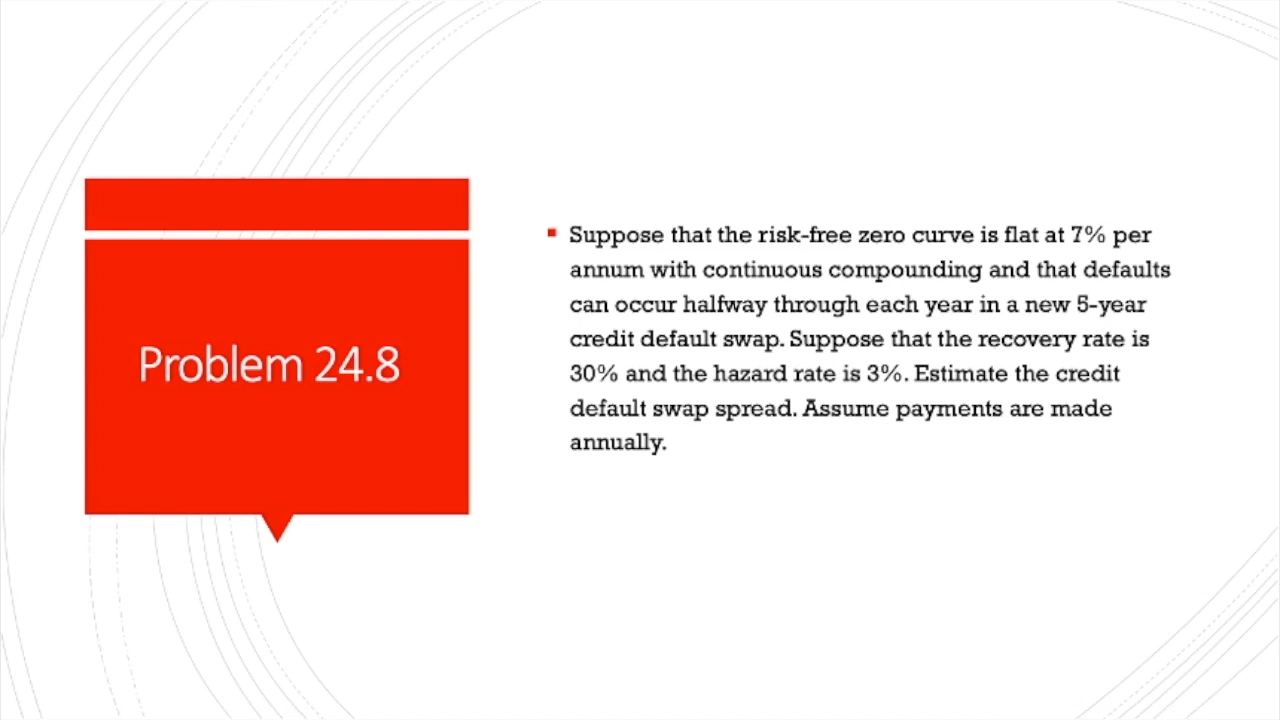 Problem 24.8
Suppose that the risk-free zero curve is flat at 7% per
annum with continuous compounding and that defaults
can occur halfway through each year in a new 5-year
credit default swap. Suppose that the recovery rate is
30% and the hazard rate is 3%. Estimate the credit
default swap spread. Assume payments are made
annually.